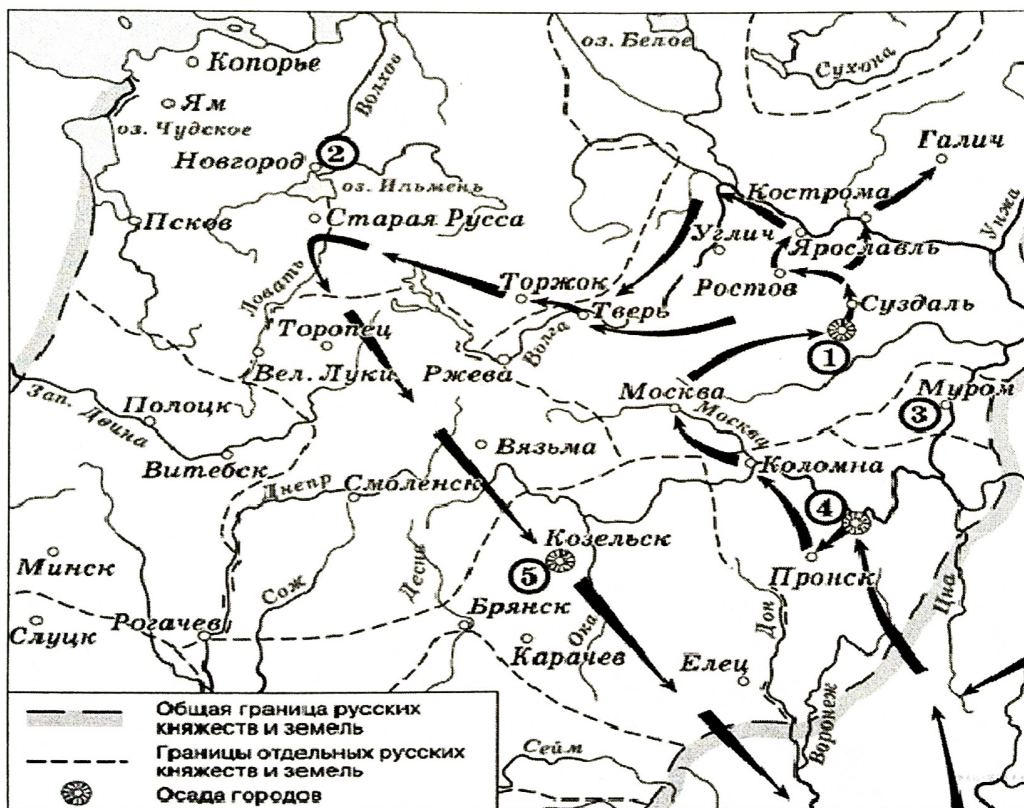 Копорье
оз. Белое
Сухона
Волхов
Ям
оз. Чудское
Галич
Новгород
2
оз. Ильмень
Кострома
Унжа
Псков
Старая Русса
Углич
Ярославль
Ловать
Торжок
Ростов
Суздаль
Тверь
Торопец
Волга
1
Вел. Луки
Ржева
Москва
Муром
Зап. Двина
Полоцк
Москва
3
Вязьма
Витебск
Коломна
Днепр
Смоленск
4
Козельск
Минск
Десна
5
Пронск
Сож
Цна
Брянск
Слуцк
Рогачев
Ока
Дон
Карачев
Елец
Воронеж
Сейм
Общая граница русских
княжеств и земель
Границы отдельных русских
княжеств и земель
Осада городов